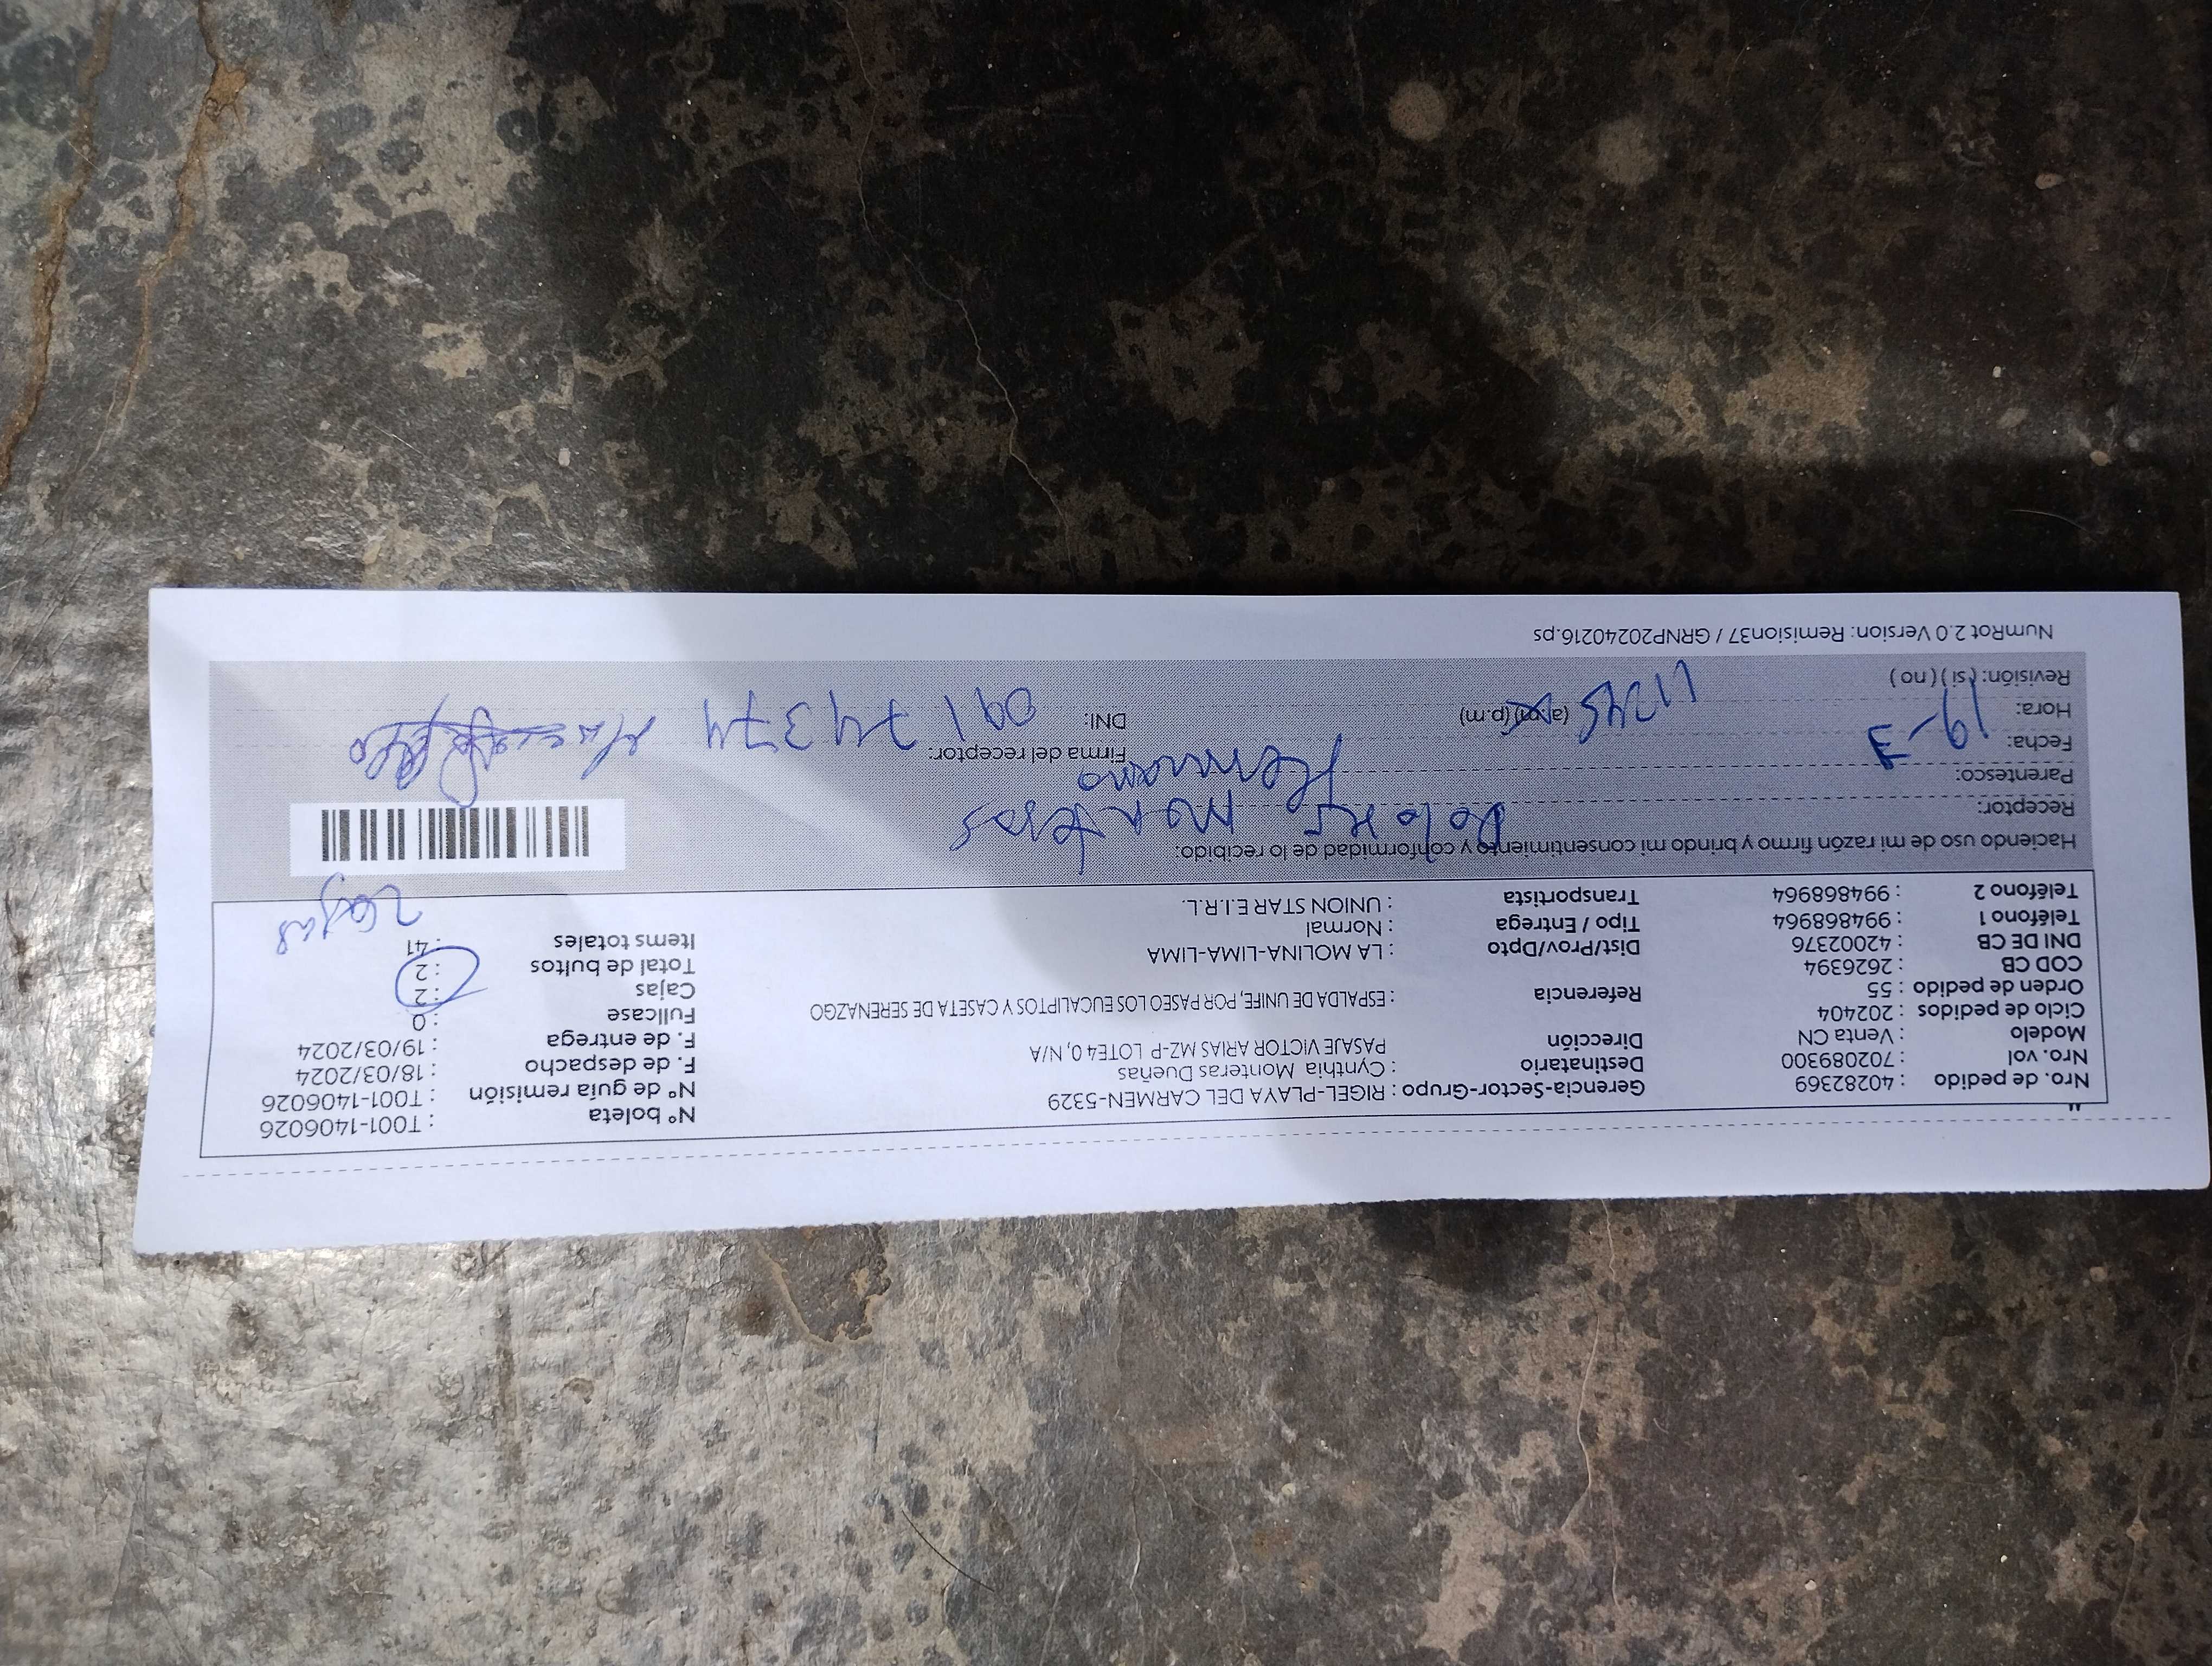 Nro. de pedido : 40282369 Gerencia-Sector-Grupo : RIGEL-PLAYA DEL CARMEN-5329 N° boleta : T001-1406026
Nro. vol : 702089300 Destinatario : Cynthia Monteras Dueñas N° de guía remisión : T001-1406026
Modelo : Venta CN Dirección PASAJE VICTOR ARIAS MZ-P LOTE4 0, N/A F. de despacho : 18/03/2024
Ciclo de pedidos : 202404 F. de entrega : 19/03/2024
Orden de pedido : 55 Referencia : ESPALDA DE UNIFE, POR PASEO LOS EUCALIPTOS Y CASETA DE SERENAZGO Fullcase : 0
COD CB : 2626394 Cajas : 2
DNI DE CB : 42002376 Dist/Prov/Dpto : LA MOLINA-LIMA-LIMA Total de bultos : 2
Teléfono 1 : 994868964 Tipo / Entrega : Normal Items totales : 41
Teléfono 2 : 994868964 Transportista : UNION STAR E.I.R.L. 2 Cajas
Haciendo uso de mi razón firmo y brindo mi consentimiento y conformidad de lo recibido:
Receptor:
Parentesco: Hermano
Fecha: 19-3 Firma del receptor:
Hora: (a.m) (p.m) DNI: 09174374
Revisión: ( si ) ( no )
NumRot 2.0 Version: Remision37 / GRNP20240216.ps